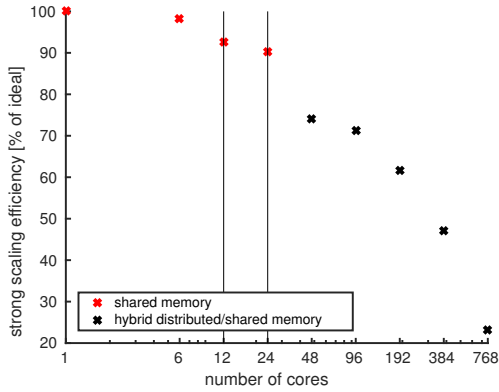 strong scaling efficiency [% of ideal]
100
90
80
70
60
50
40
30
20
shared memory
hybrid distributed/shared memory
1 6 12 24 48 96 192 384 768
number of cores